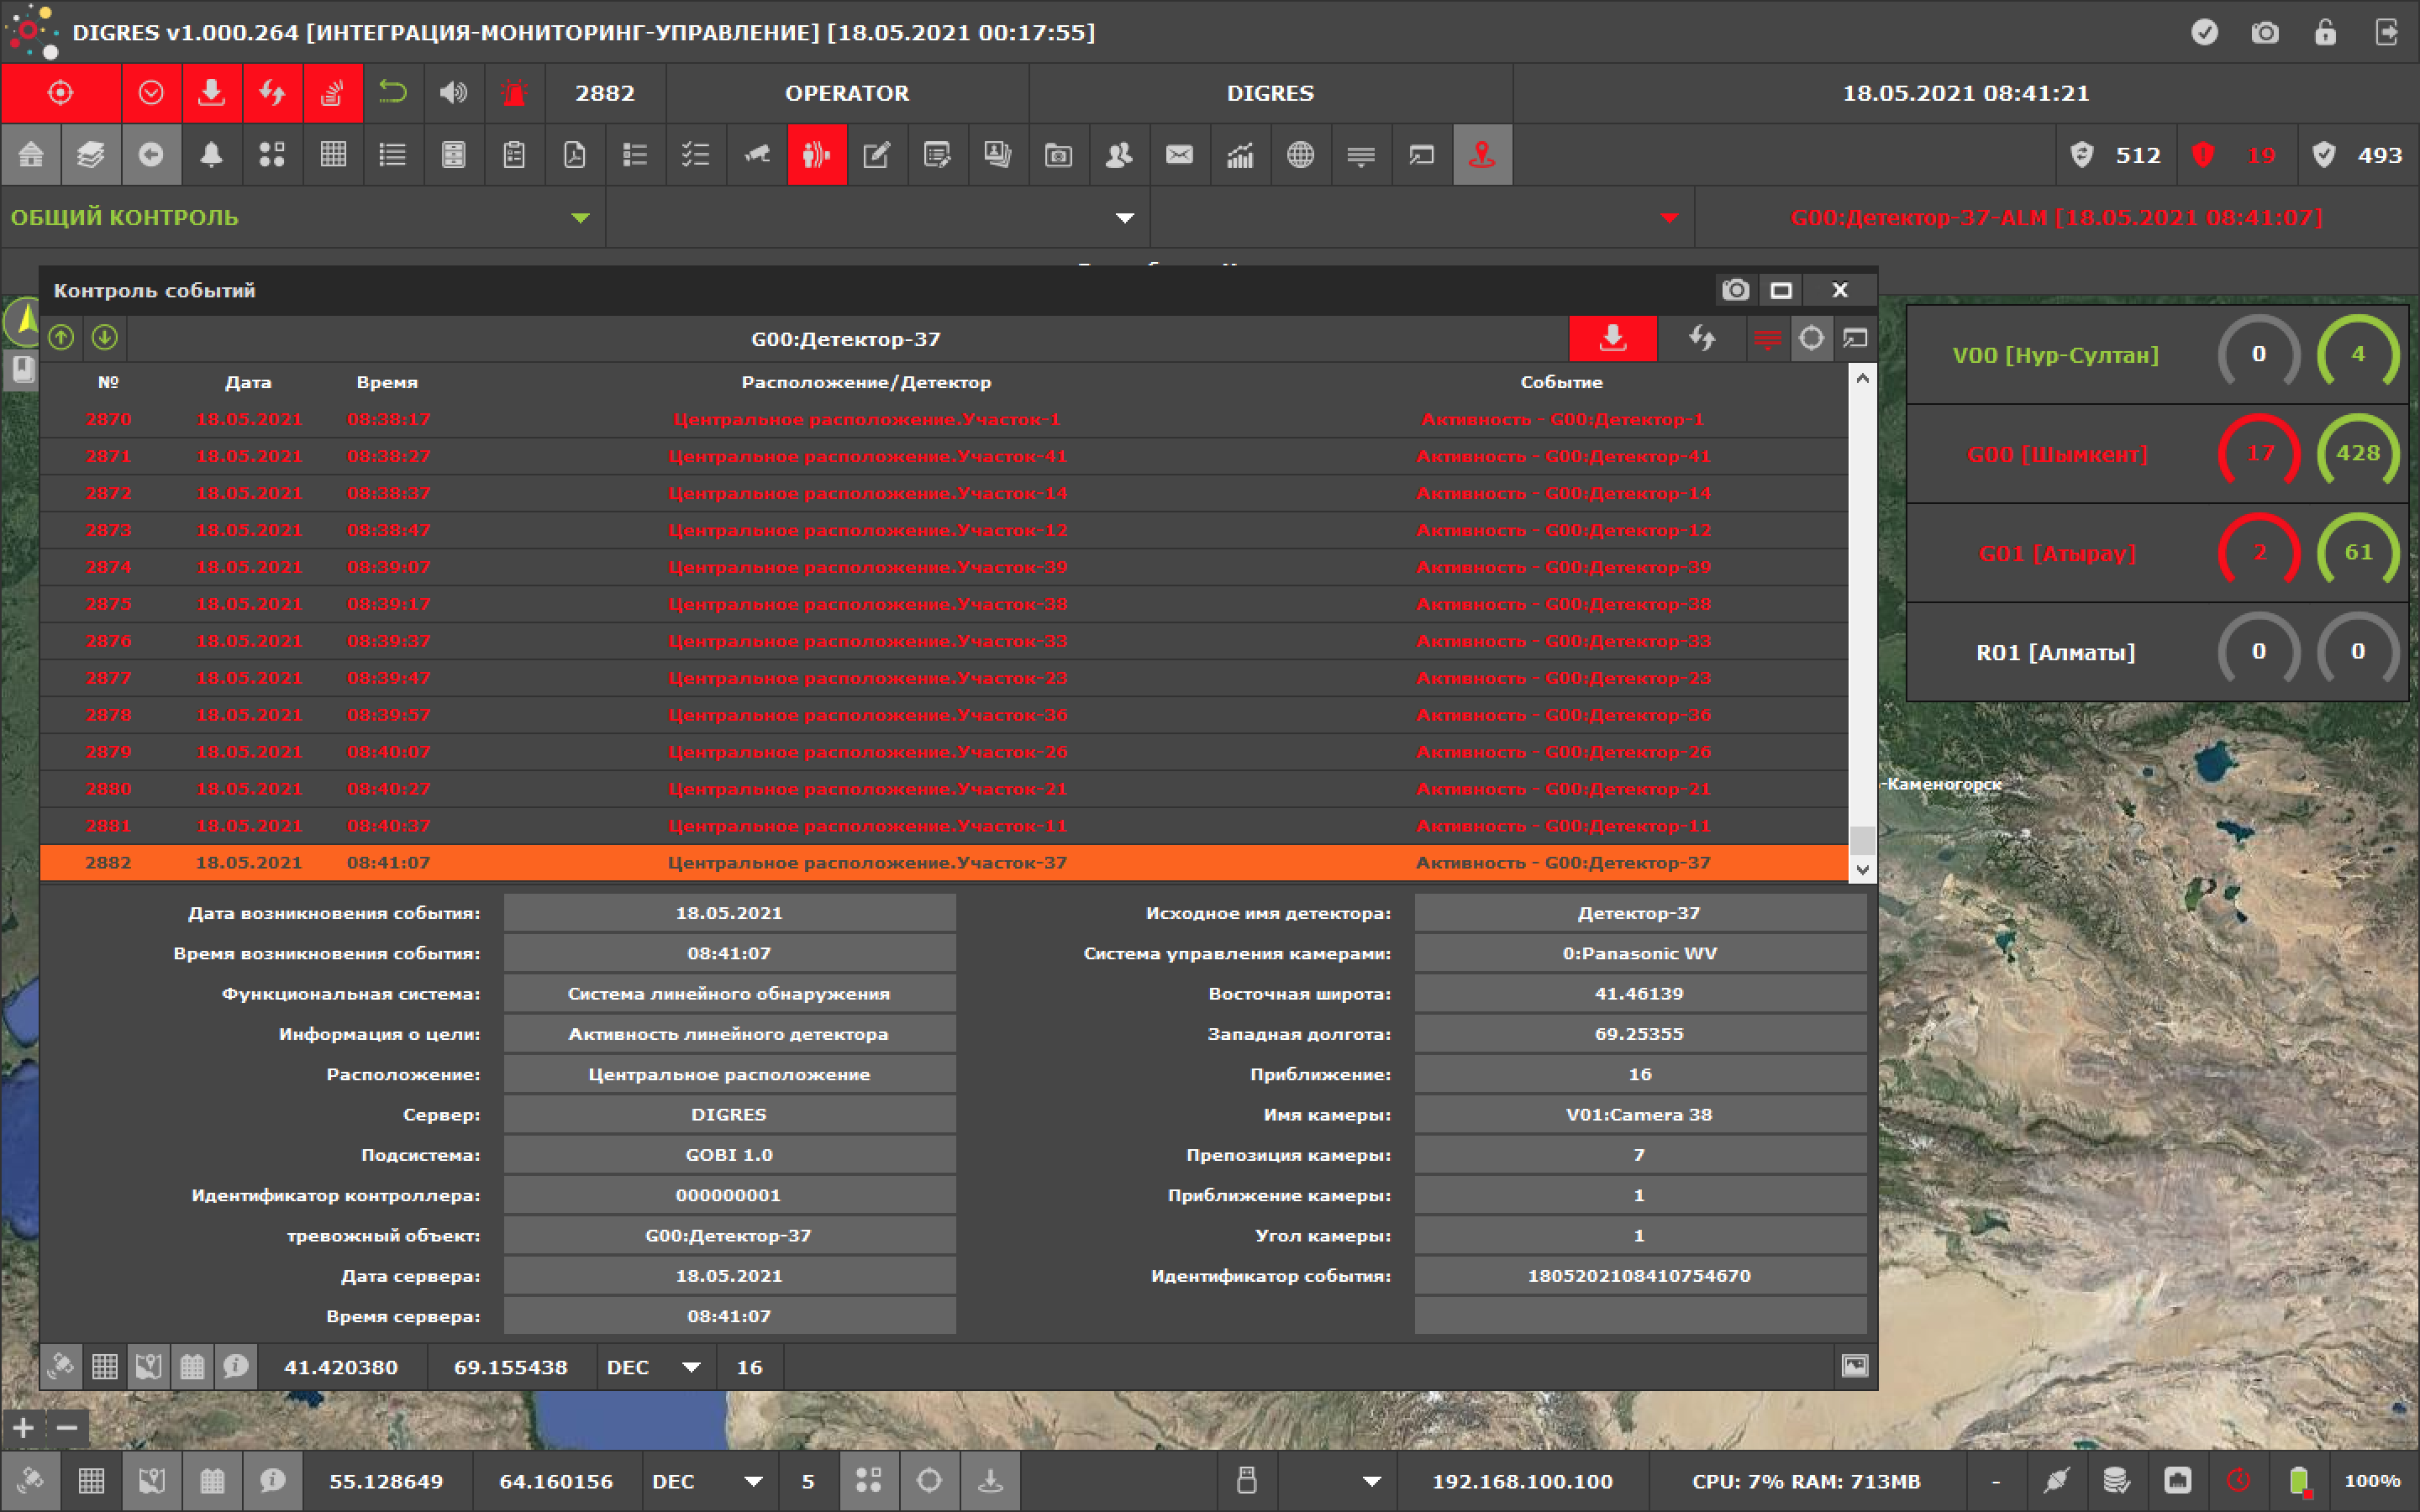 DIGRES v1.000.264 [ИНТЕГРАЦИЯ-МОНИТОРИНГ-УПРАВЛЕНИЕ] [18.05.2021 00:17:55]
2882 OPERATOR DIGRES 18.05.2021 08:41:21
512 19 493
ОБЩИЙ КОНТРОЛЬ G00:Детектор-37-ALM [18.05.2021 08:41:07]
Контроль событий
G00:Детектор-37
№ Дата Время Расположение/Детектор Событие
2870 18.05.2021 08:38:17 Центральное расположение.Участок-1 Активность - G00:Детектор-1
2871 18.05.2021 08:38:27 Центральное расположение.Участок-41 Активность - G00:Детектор-41
2872 18.05.2021 08:38:37 Центральное расположение.Участок-14 Активность - G00:Детектор-14
2873 18.05.2021 08:38:47 Центральное расположение.Участок-12 Активность - G00:Детектор-12
2874 18.05.2021 08:39:07 Центральное расположение.Участок-39 Активность - G00:Детектор-39
2875 18.05.2021 08:39:17 Центральное расположение.Участок-38 Активность - G00:Детектор-38
2876 18.05.2021 08:39:37 Центральное расположение.Участок-33 Активность - G00:Детектор-33
2877 18.05.2021 08:39:47 Центральное расположение.Участок-23 Активность - G00:Детектор-23
2878 18.05.2021 08:39:57 Центральное расположение.Участок-36 Активность - G00:Детектор-36
2879 18.05.2021 08:40:07 Центральное расположение.Участок-26 Активность - G00:Детектор-26
2880 18.05.2021 08:40:27 Центральное расположение.Участок-21 Активность - G00:Детектор-21
2881 18.05.2021 08:40:37 Центральное расположение.Участок-11 Активность - G00:Детектор-11
2882 18.05.2021 08:41:07 Центральное расположение.Участок-37 Активность - G00:Детектор-37
Дата возникновения события: 18.05.2021 Исходное имя детектора: Детектор-37
Время возникновения события: 08:41:07 Система управления камерами: 0:Panasonic WV
Функциональная система: Система линейного обнаружения Восточная широта: 41.46139
Информация о цели: Активность линейного детектора Западная долгота: 69.25355
Расположение: Центральное расположение Приближение: 16
Сервер: DIGRES Имя камеры: V01:Camera 38
Подсистема: GOBI 1.0 Препозиция камеры: 7
Идентификатор контроллера: 000000001 Приближение камеры: 1
тревожный объект: G00:Детектор-37 Угол камеры: 1
Дата сервера: 18.05.2021 Идентификатор события: 1805202108410754670
Время сервера: 08:41:07
41.420380 69.155438 DEC 16
V00 [Нур-Султан] 0 4
G00 [Шымкент] 17 428
G01 [Атырау] 2 61
R01 [Алматы] 0 0
-Каменогорск
55.128649 64.160156 DEC 5 192.168.100.100 CPU: 7% RAM: 713MB - 100%